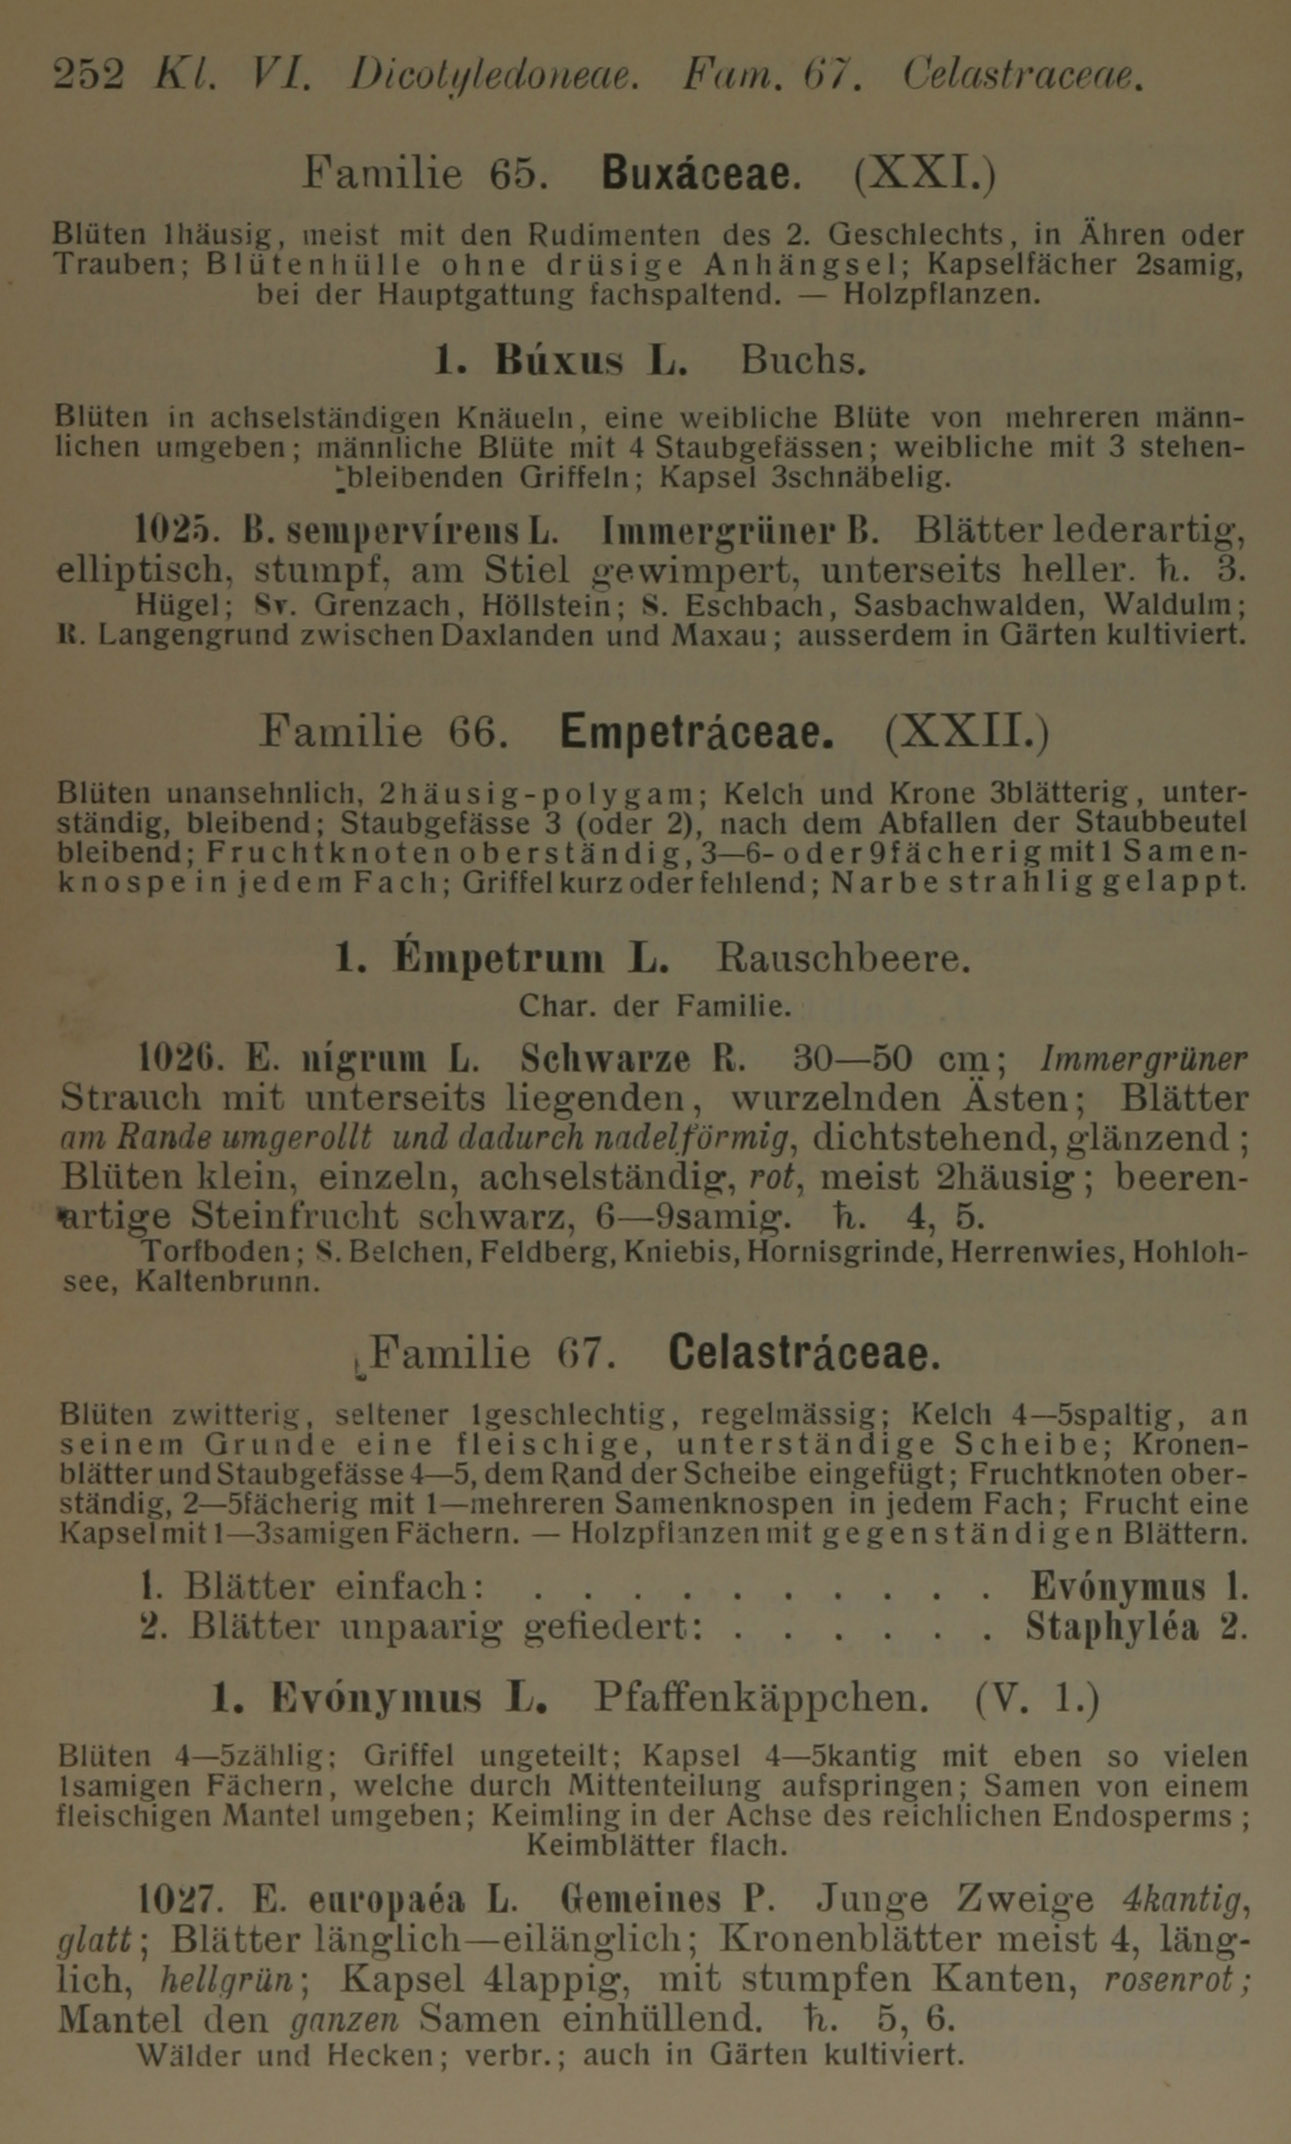 252 Kl. VI. Dicotyledoneae. Fam. 67. Celastraceae.
Familie 65. Buxáceae. (XXI.)
Blüten 1häusig, meist mit den Rudimenten des 2. Geschlechts, in Ähren oder
Trauben; Blütenhülle ohne drüsige Anhängsel; Kapselfächer 2samig,
bei der Hauptgattung fachspaltend. — Holzpflanzen.
1. Búxus L. Buchs.
Blüten in achselständigen Knäueln, eine weibliche Blüte von mehreren männ-
lichen umgeben; männliche Blüte mit 4 Staubgefässen; weibliche mit 3 stehen-
bleibenden Griffeln; Kapsel 3schnäbelig.
1025. B. sempervírens L. Immergrüner B. Blätter lederartig,
elliptisch, stumpf, am Stiel gewimpert, unterseits heller. ♄. 3.
Hügel; Sv. Grenzach, Höllstein; S. Eschbach, Sasbachwalden, Waldulm;
R. Langengrund zwischen Daxlanden und Maxau; ausserdem in Gärten kultiviert.
Familie 66. Empetráceae. (XXII.)
Blüten unansehnlich, 2häusig-polygam; Kelch und Krone 3blätterig, unter-
ständig, bleibend; Staubgefässe 3 (oder 2), nach dem Abfallen der Staubbeutel
bleibend; Fruchtknoten oberständig, 3—6- oder 9fächerig mit 1 Samen-
knospe in jedem Fach; Griffel kurz oder fehlend; Narbe strahlig gelappt.
1. Émpetrum L. Rauschbeere.
Char. der Familie.
1026. E. nígrum L. Schwarze R. 30—50 cm; Immergrüner
Strauch mit unterseits liegenden, wurzelnden Ästen; Blätter
am Rande umgerollt und dadurch nadelförmig, dichtstehend, glänzend;
Blüten klein, einzeln, achselständig, rot, meist 2häusig; beeren-
artige Steinfrucht schwarz, 6—9samig. ♄. 4, 5.
Torfboden; S. Belchen, Feldberg, Kniebis, Hornisgrinde, Herrenwies, Hohloh-
see, Kaltenbrunn.
Familie 67. Celastráceae.
Blüten zwitterig, seltener 1geschlechtig, regelmässig; Kelch 4—5spaltig, an
seinem Grunde eine fleischige, unterständige Scheibe; Kronen-
blätter und Staubgefässe 4—5, dem Rand der Scheibe eingefügt; Fruchtknoten ober-
ständig, 2—5fächerig mit 1—mehreren Samenknospen in jedem Fach; Frucht eine
Kapsel mit 1—3samigen Fächern. — Holzpflanzen mit gegenständigen Blättern.
1. Blätter einfach: . . . . . . . . . . Evónymus 1.
2. Blätter unpaarig gefiedert: . . . . . . Staphyléa 2.
1. Evónymus L. Pfaffenkäppchen. (V. 1.)
Blüten 4—5zählig; Griffel ungeteilt; Kapsel 4—5kantig mit eben so vielen
1samigen Fächern, welche durch Mittenteilung aufspringen; Samen von einem
fleischigen Mantel umgeben; Keimling in der Achse des reichlichen Endosperms;
Keimblätter flach.
1027. E. europaéa L. Gemeines P. Junge Zweige 4kantig,
glatt; Blätter länglich—eilänglich; Kronenblätter meist 4, läng-
lich, hellgrün; Kapsel 4lappig, mit stumpfen Kanten, rosenrot;
Mantel den ganzen Samen einhüllend. ♄. 5, 6.
Wälder und Hecken; verbr.; auch in Gärten kultiviert.